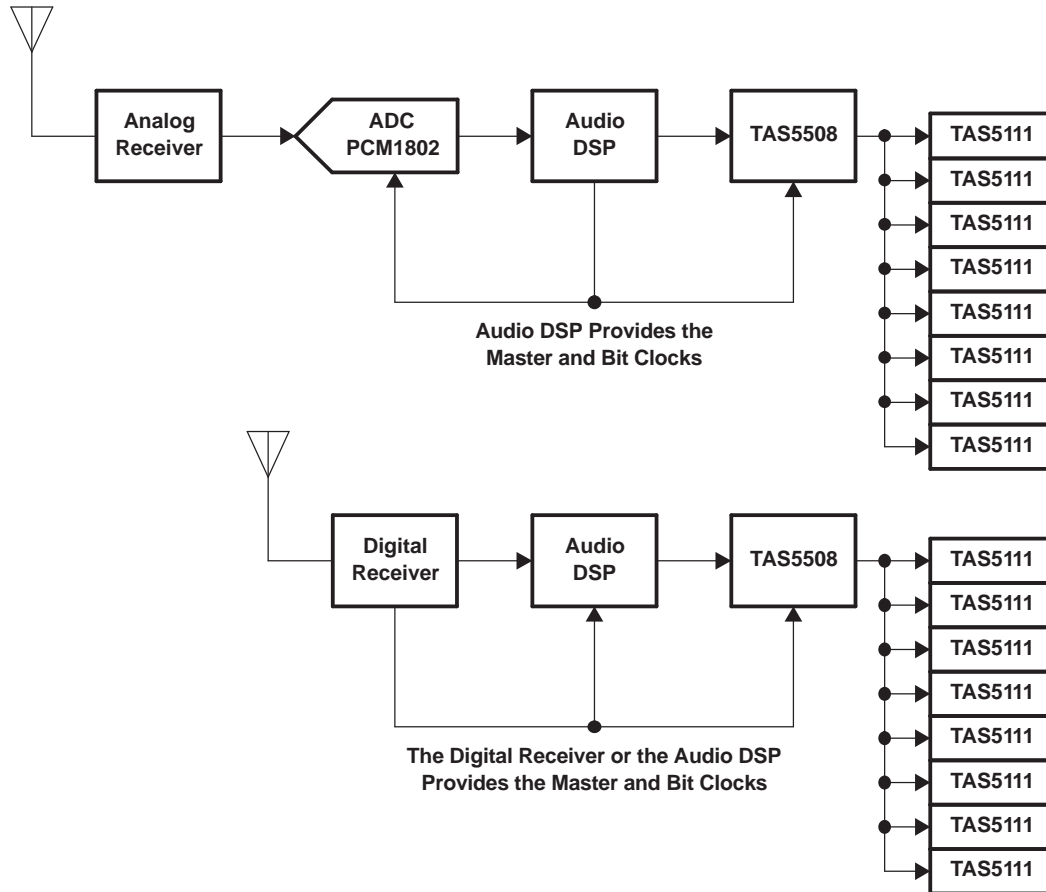 Analog
Receiver
ADC
PCM1802
Audio
DSP
TAS5508
TAS5111
TAS5111
TAS5111
TAS5111
TAS5111
TAS5111
TAS5111
TAS5111
Audio DSP Provides the
Master and Bit Clocks
Digital
Receiver
Audio
DSP
TAS5508
TAS5111
TAS5111
TAS5111
TAS5111
TAS5111
TAS5111
TAS5111
TAS5111
The Digital Receiver or the Audio DSP
Provides the Master and Bit Clocks